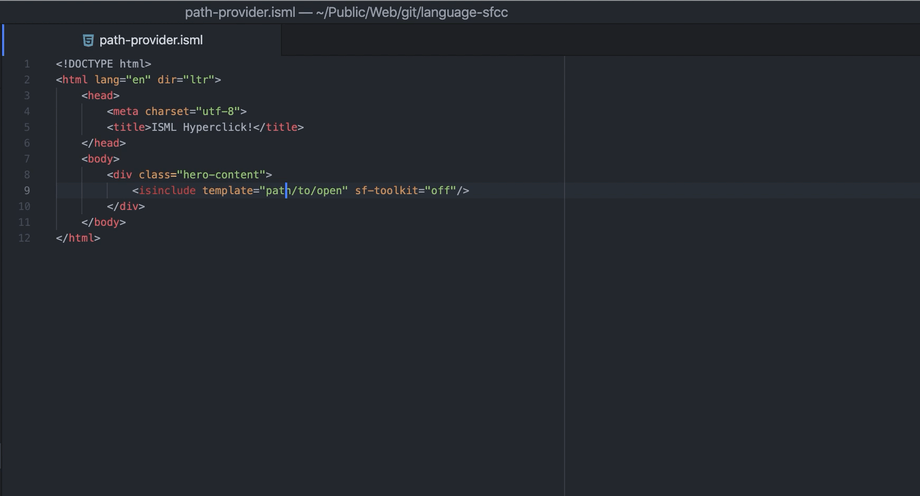 path-provider.isml — ~/Public/Web/git/language-sfcc
path-provider.isml
1 <!DOCTYPE html>
2 <html lang="en" dir="ltr">
3 <head>
4 <meta charset="utf-8">
5 <title>ISML Hyperclick!</title>
6 </head>
7 <body>
8 <div class="hero-content">
9 <isinclude template="path/to/open" sf-toolkit="off"/>
10 </div>
11 </body>
12 </html>